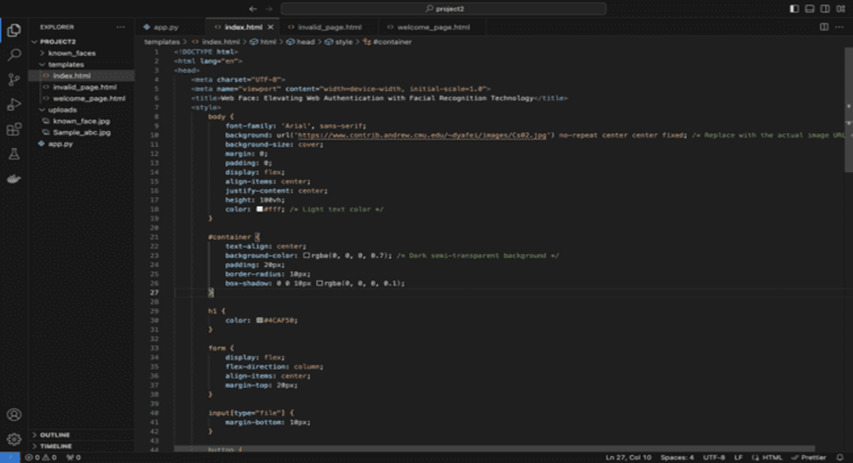 project2
EXPLORER
PROJECT2
known_faces
templates
index.html
invalid_page.html
welcome_page.html
uploads
known_face.jpg
Sample_abc.jpg
app.py
OUTLINE
TIMELINE
app.py
index.html
invalid_page.html
welcome_page.html
templates > index.html > html > head > style > #container
1 <!DOCTYPE html>
2 <html lang="en">
3 <head>
4 <meta charset="UTF-8">
5 <meta name="viewport" content="width=device-width, initial-scale=1.0">
6 <title>Web Face: Elevating Web Authentication with Facial Recognition Technology</title>
7 <style>
8 body {
9 font-family: 'Arial', sans-serif;
10 background: url('https://www.contrib.andrew.cmu.edu/~dyafei/images/Cs02.jpg') no-repeat center center fixed; /* Replace with the actual image URL
11 background-size: cover;
12 margin: 0;
13 padding: 0;
14 display: flex;
15 align-items: center;
16 justify-content: center;
17 height: 100vh;
18 color: #fff; /* Light text color */
19 }
20
21 #container {
22 text-align: center;
23 background-color: rgba(0, 0, 0, 0.7); /* Dark semi-transparent background */
24 padding: 20px;
25 border-radius: 10px;
26 box-shadow: 0 0 10px rgba(0, 0, 0, 0.1);
27 }
28
29 h1 {
30 color: #4CAF50;
31 }
32
33 form {
34 display: flex;
35 flex-direction: column;
36 align-items: center;
37 margin-top: 20px;
38 }
39
40 input[type="file"] {
41 margin-bottom: 10px;
42 }
43
44 button {
0 0 0
Ln 27, Col 10 Spaces: 4 UTF-8 LF HTML Prettier